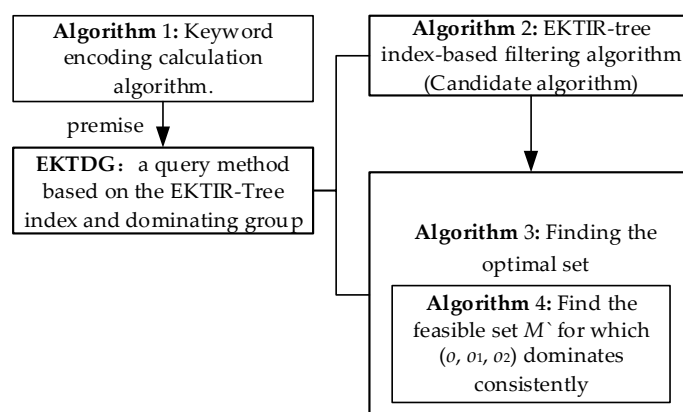 Algorithm 1: Keyword
encoding calculation
algorithm.
premise
EKTDG：a query method
based on the EKTIR-Tree
index and dominating group
Algorithm 2: EKTIR-tree
index-based filtering algorithm
(Candidate algorithm)
Algorithm 3: Finding the
optimal set
Algorithm 4: Find the
feasible set M` for which
(o, o₁, o₂) dominates
consistently